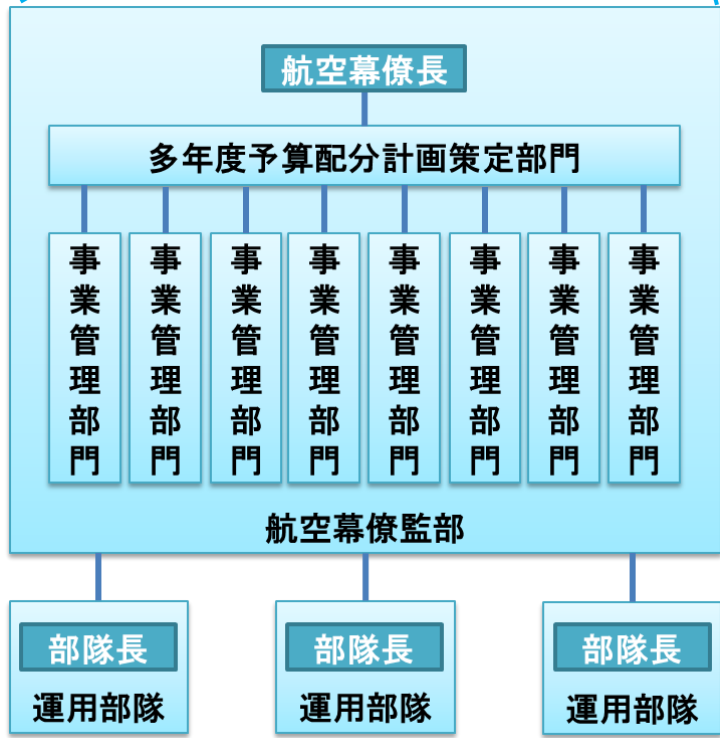 航空幕僚長
多年度予算配分計画策定部門
事業管理部門
事業管理部門
事業管理部門
事業管理部門
事業管理部門
事業管理部門
事業管理部門
事業管理部門
航空幕僚監部
部隊長
運用部隊
部隊長
運用部隊
部隊長
運用部隊